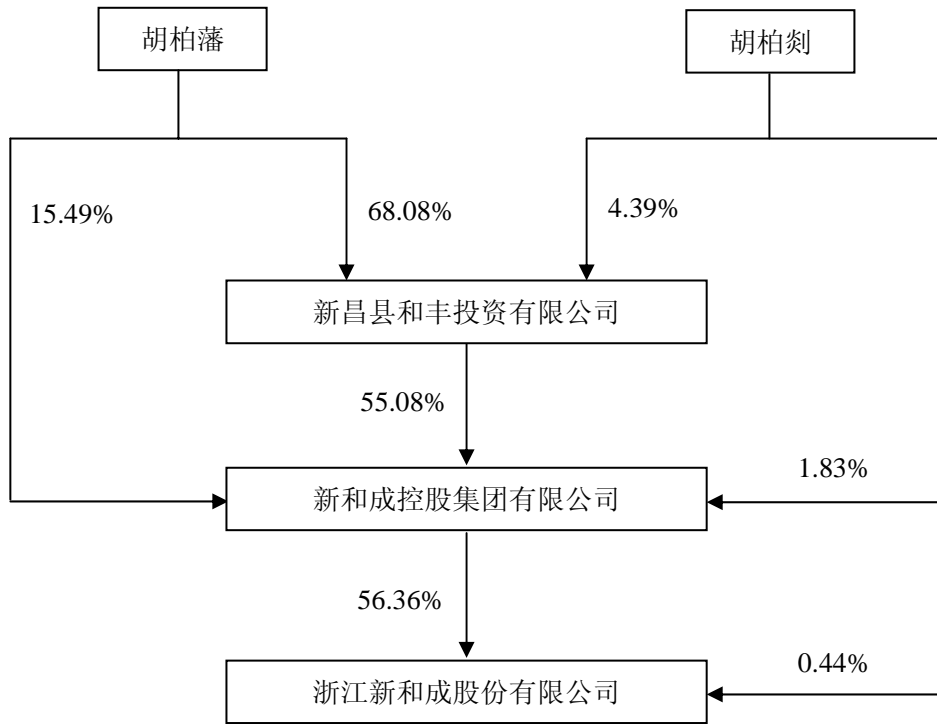 胡柏藩
胡柏剡
15.49%
68.08%
4.39%
新昌县和丰投资有限公司
55.08%
1.83%
新和成控股集团有限公司
56.36%
0.44%
浙江新和成股份有限公司